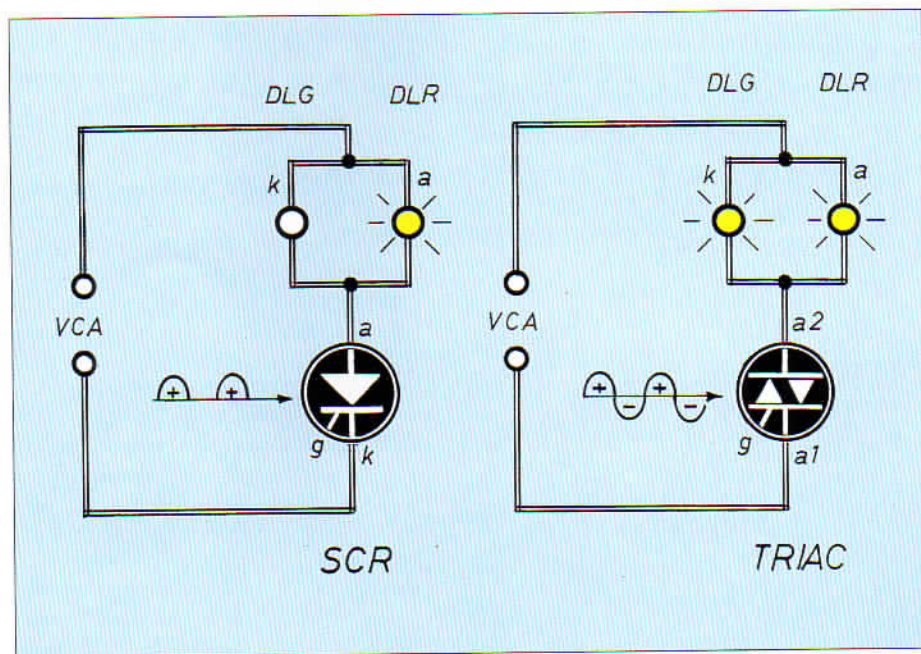 DLG DLR
k a
VCA
a
+ +
g
k
SCR
DLG DLR
k a
VCA
a2
+ - + -
g
a1
TRIAC